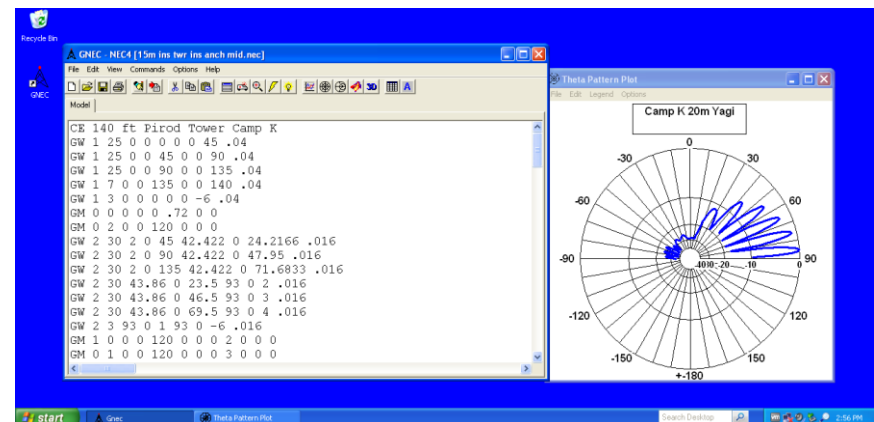 Recycle Bin
GNEC
GNEC - NEC4 [15m ins twr ins anch mid.nec]
File Edit View Commands Options Help
3D A
Model
CE 140 ft Pirod Tower Camp K
GW 1 25 0 0 0 0 0 45 .04
GW 1 25 0 0 45 0 0 90 .04
GW 1 25 0 0 90 0 0 135 .04
GW 1 7 0 0 135 0 0 140 .04
GW 1 3 0 0 0 0 0 -6 .04
GM 0 0 0 0 0 .72 0 0
GM 0 2 0 0 120 0 0 0
GW 2 30 2 0 45 42.422 0 24.2166 .016
GW 2 30 2 0 90 42.422 0 47.95 .016
GW 2 30 2 0 135 42.422 0 71.6833 .016
GW 2 30 43.86 0 23.5 93 0 2 .016
GW 2 30 43.86 0 46.5 93 0 3 .016
GW 2 30 43.86 0 69.5 93 0 4 .016
GW 2 3 93 0 1 93 0 -6 .016
GM 1 0 0 0 120 0 0 0 2 0 0 0
GM 0 1 0 0 120 0 0 0 3 0 0 0
Theta Pattern Plot
File Edit Legend Options
Camp K 20m Yagi
0
-30 30
-60 60
-90 -20 -10 0 90
-120 120
-150 150
+-180
start Gnec Theta Pattern Plot Search Desktop 2:56 PM